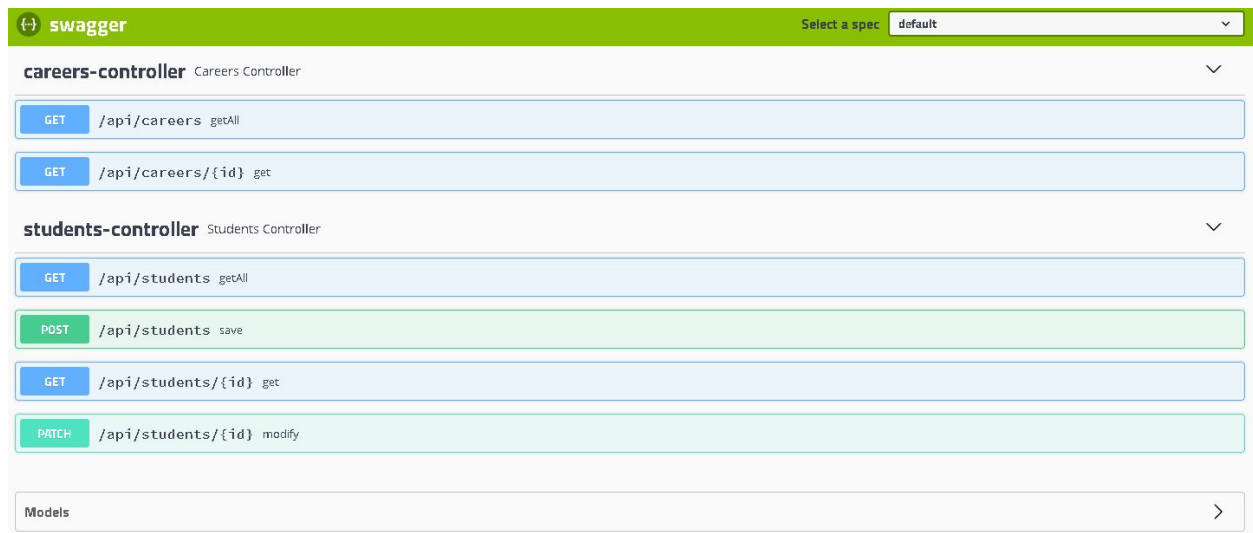 {···} swagger Select a spec default
careers-controller Careers Controller
GET /api/careers getAll
GET /api/careers/{id} get
students-controller Students Controller
GET /api/students getAll
POST /api/students save
GET /api/students/{id} get
PATCH /api/students/{id} modify
Models